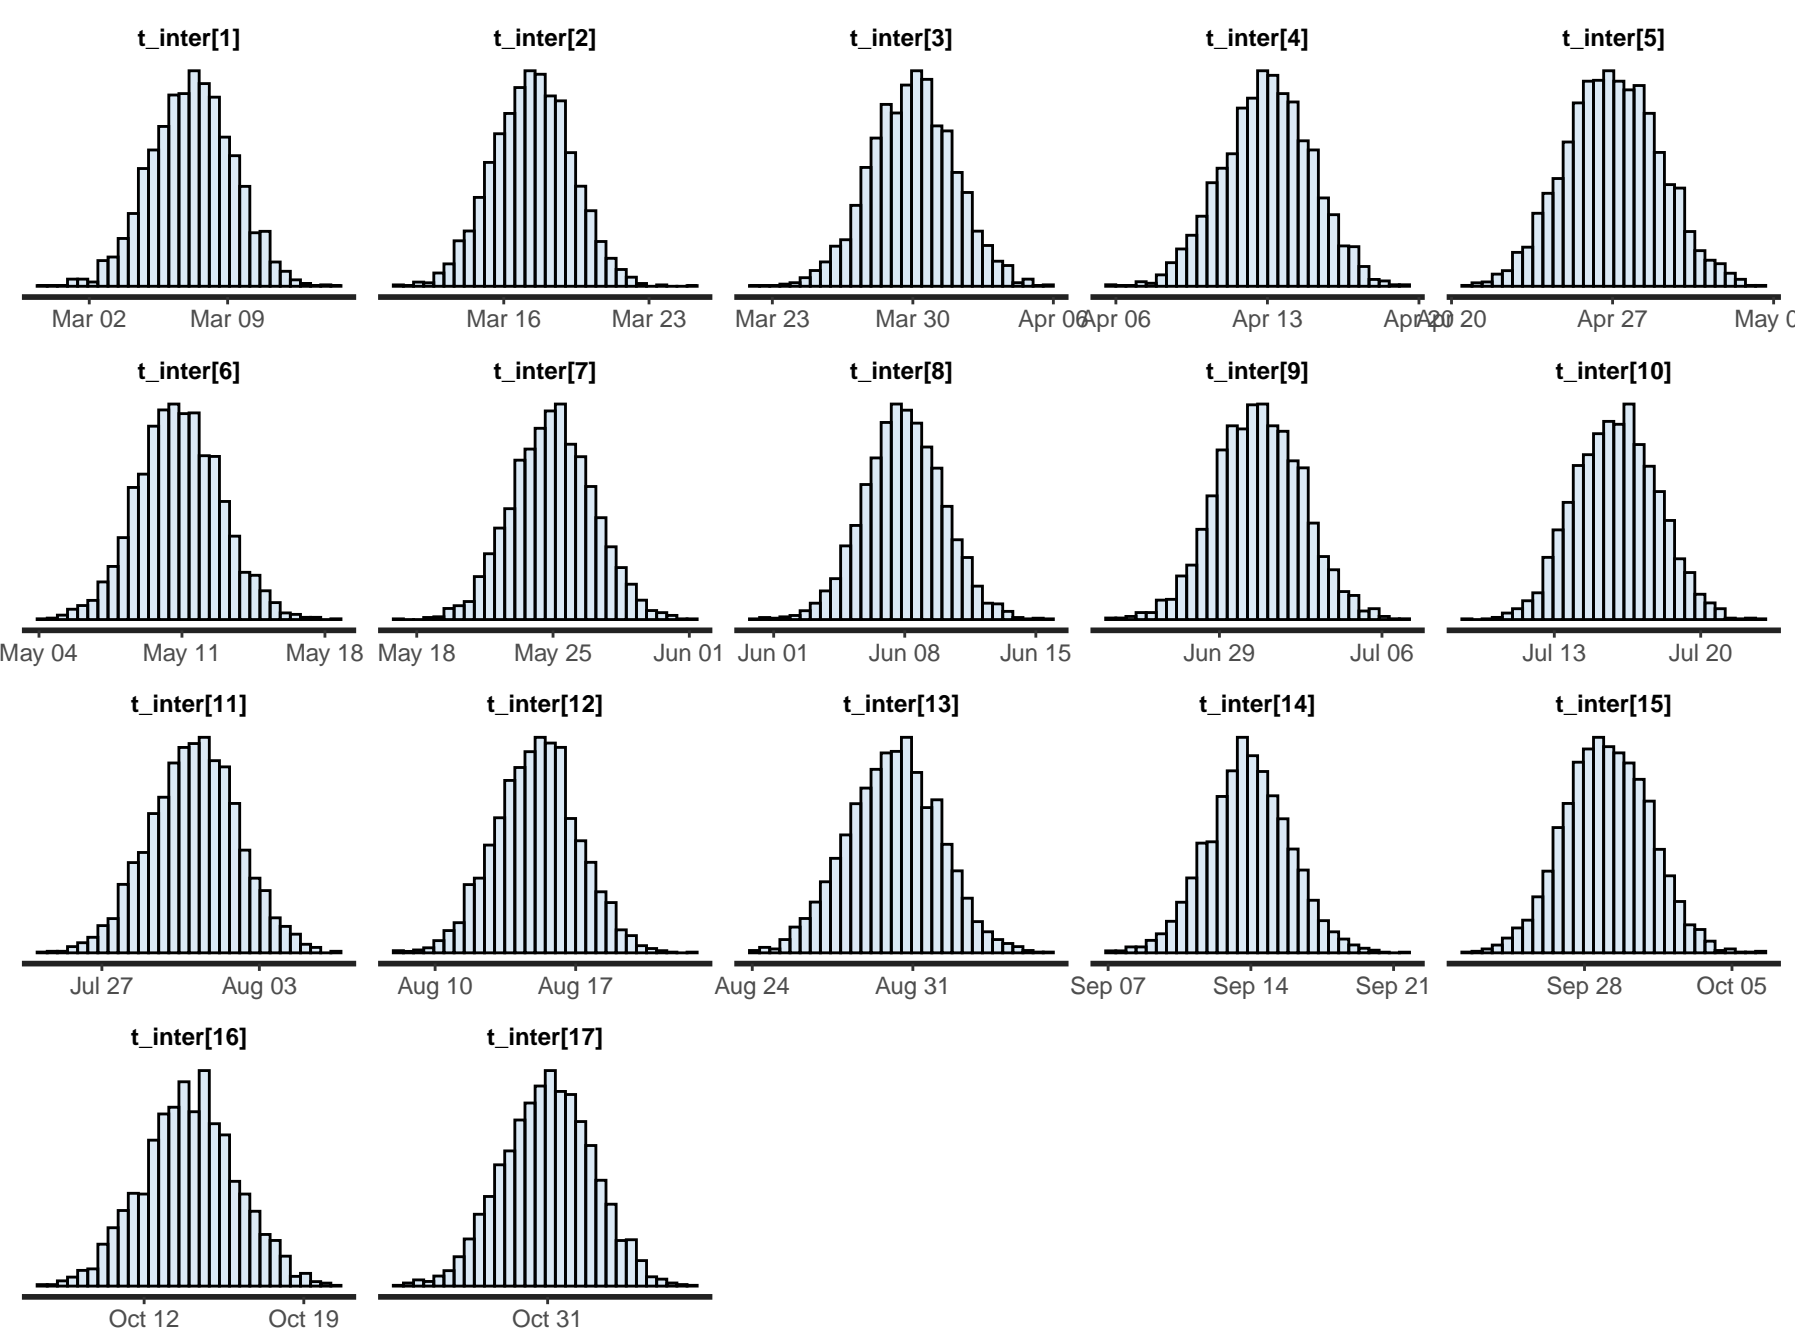 t_inter[1] t_inter[2] t_inter[3] t_inter[4] t_inter[5]
Mar 02 Mar 09 Mar 16 Mar 23 Mar 23 Mar 30 Apr 06 Apr 06 Apr 13 Apr 20 Apr 20 Apr 27 May 0
t_inter[6] t_inter[7] t_inter[8] t_inter[9] t_inter[10]
May 04 May 11 May 18 May 18 May 25 Jun 01 Jun 01 Jun 08 Jun 15 Jun 29 Jul 06 Jul 13 Jul 20
t_inter[11] t_inter[12] t_inter[13] t_inter[14] t_inter[15]
Jul 27 Aug 03 Aug 10 Aug 17 Aug 24 Aug 31 Sep 07 Sep 14 Sep 21 Sep 28 Oct 05
t_inter[16] t_inter[17]
Oct 12 Oct 19 Oct 31